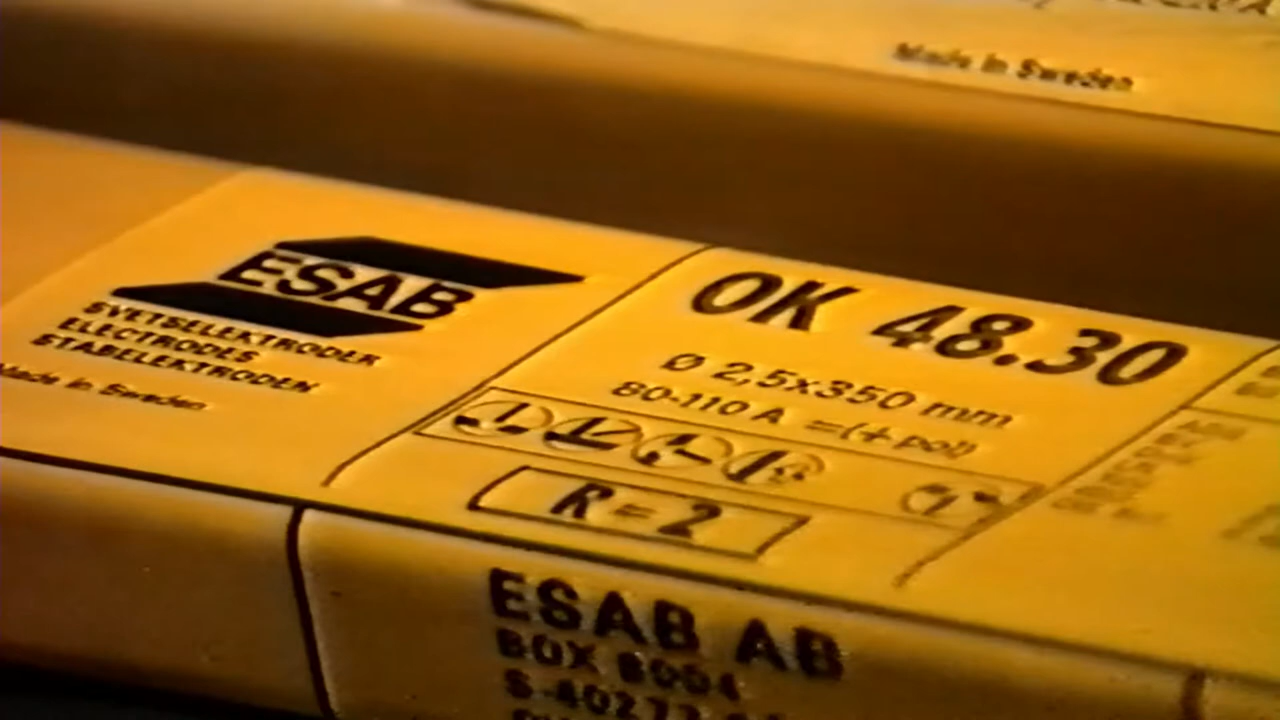 Made in Sweden
ESAB
SVETSELEKTRODER
ELECTRODES
STABELEKTRODEN
Made in Sweden
OK 48.30
Ø 2,5x350 mm
80-110 A =(+pol)
R=2
ESAB AB
BOX 8004